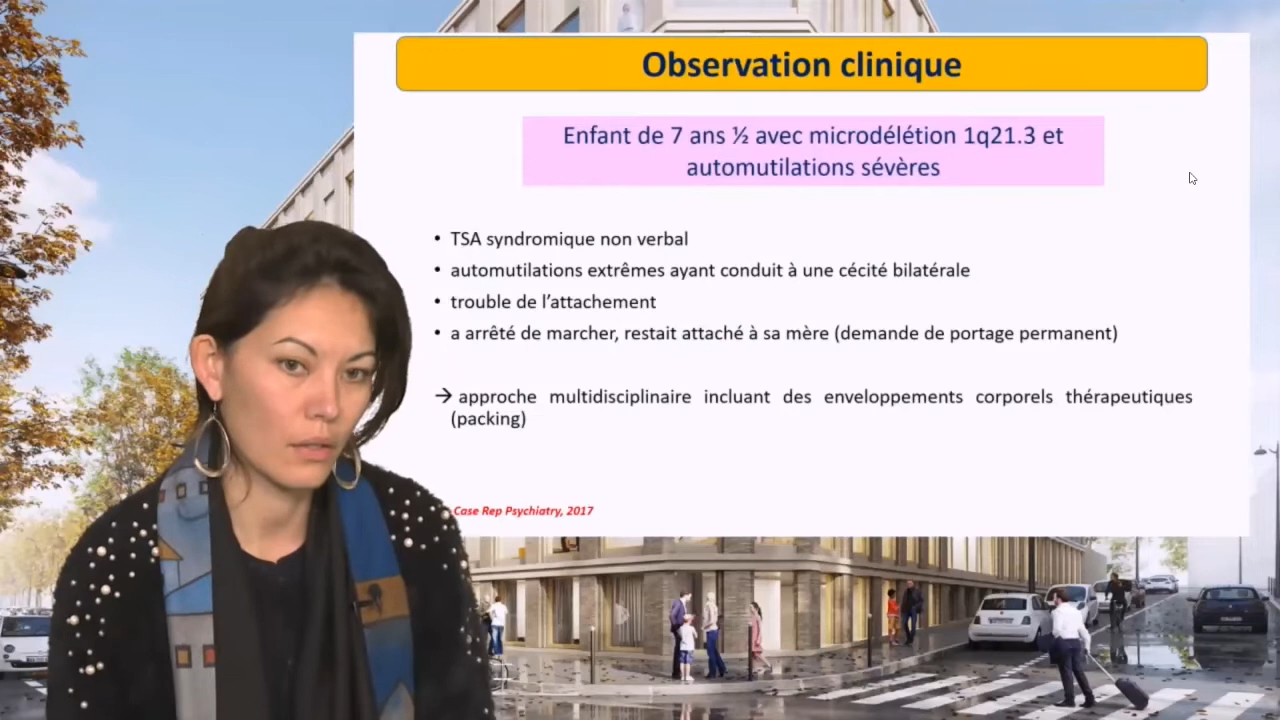 Observation clinique
Enfant de 7 ans ½ avec microdélétion 1q21.3 et
automutilations sévères
• TSA syndromique non verbal
• automutilations extrêmes ayant conduit à une cécité bilatérale
• trouble de l’attachement
• a arrêté de marcher, restait attaché à sa mère (demande de portage permanent)
→ approche multidisciplinaire incluant des enveloppements corporels thérapeutiques
(packing)
Case Rep Psychiatry, 2017